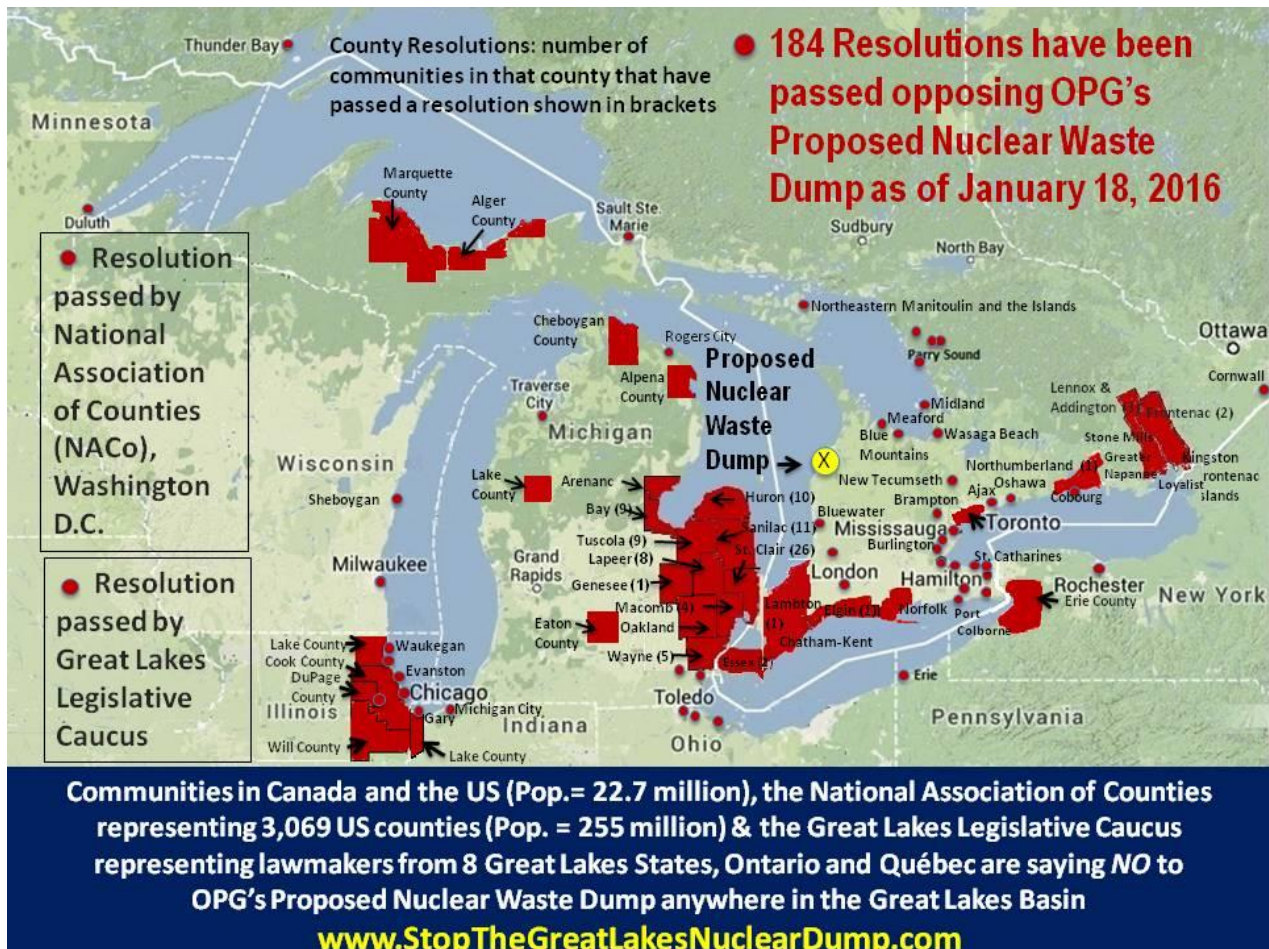 Thunder Bay
County Resolutions: number of
communities in that county that have
passed a resolution shown in brackets
184 Resolutions have been
passed opposing OPG's
Proposed Nuclear Waste
Dump as of January 18, 2016
Minnesota
Duluth
Marquette
County
Alger
County
Sault Ste.
Marie
Sudbury
North Bay
Resolution
passed by
National
Association
of Counties
(NACo),
Washington
D.C.
Resolution
passed by
Great Lakes
Legislative
Caucus
Northeastern Manitoulin and the Islands
Cheboygan
County
Rogers City
Alpena
County
Proposed
Nuclear
Waste
Dump
X
Parry Sound
Ottawa
Cornwall
Traverse
City
Michigan
Midland
Meaford
Blue
Mountains
Wasaga Beach
Lennox &
Addington
Frontenac (2)
Stone Mills
Greater
Napanee
Kingston
Loyalist
Frontenac
Islands
Wisconsin
Sheboygan
Lake
County
Arenac
Bay (9)
Huron (10)
Tuscola (9)
Sanilac (11)
Lapeer (8)
St. Clair (26)
Genesee (1)
Macomb (4)
Oakland
Wayne (5)
Eaton
County
Grand
Rapids
Milwaukee
New Tecumseth
Northumberland (1)
Cobourg
Oshawa
Ajax
Brampton
Bluewater
Mississauga
Toronto
Burlington
St. Catharines
London
Hamilton
Rochester
New York
Erie County
Lambton
(1)
Elgin
Norfolk
Port
Colborne
Chatham-Kent
Essex (2)
Lake County
Cook County
DuPage
County
Waukegan
Evanston
Chicago
Illinois
Gary
Michigan City
Indiana
Will County
Lake County
Toledo
Ohio
Erie
Pennsylvania
Communities in Canada and the US (Pop.= 22.7 million), the National Association of Counties
representing 3,069 US counties (Pop. = 255 million) & the Great Lakes Legislative Caucus
representing lawmakers from 8 Great Lakes States, Ontario and Québec are saying NO to
OPG's Proposed Nuclear Waste Dump anywhere in the Great Lakes Basin
www.StopTheGreatLakesNuclearDump.com